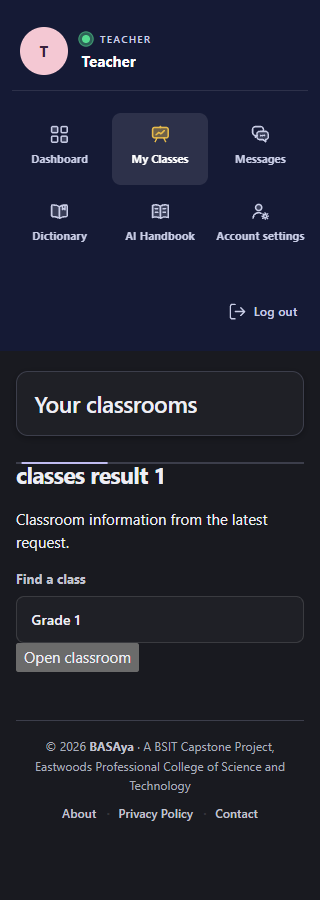 T
TEACHER
Teacher
Dashboard
My Classes
Messages
Dictionary
AI Handbook
Account settings
Log out
Your classrooms
classes result 1
Classroom information from the latest
request.
Find a class
Grade 1
Open classroom
© 2026 BASAya · A BSIT Capstone Project,
Eastwoods Professional College of Science and
Technology
About · Privacy Policy · Contact